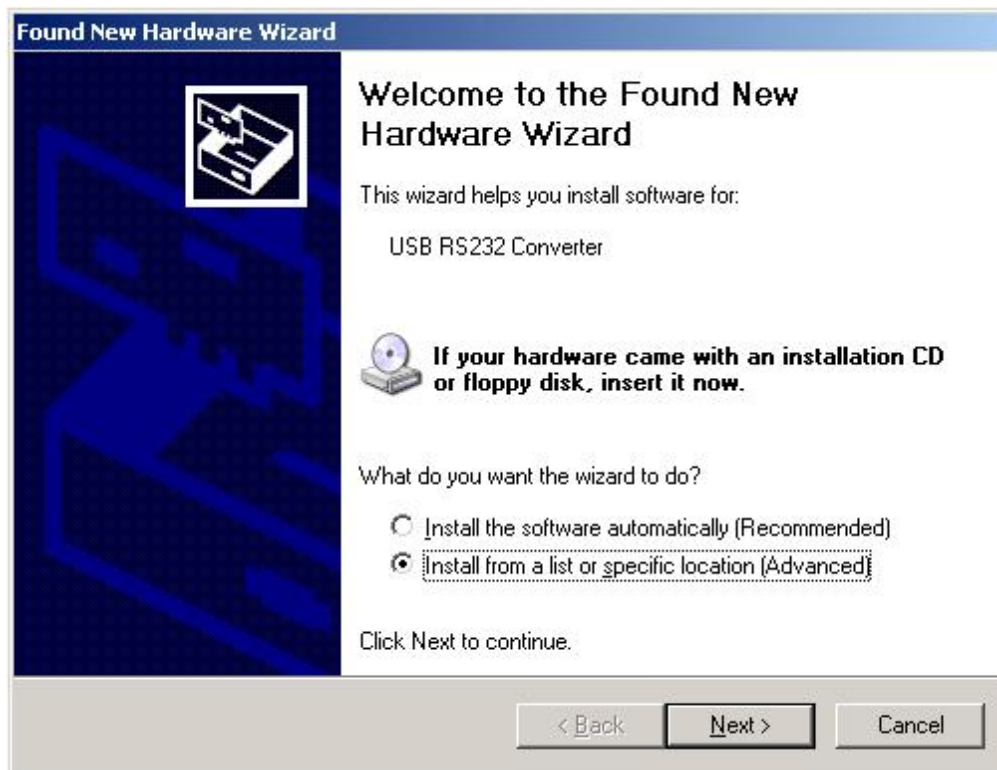 Found New Hardware Wizard
Welcome to the Found New
Hardware Wizard
This wizard helps you install software for:
USB RS232 Converter
If your hardware came with an installation CD
or floppy disk, insert it now.
What do you want the wizard to do?
Install the software automatically (Recommended)
Install from a list or specific location (Advanced)
Click Next to continue.
< Back
Next >
Cancel